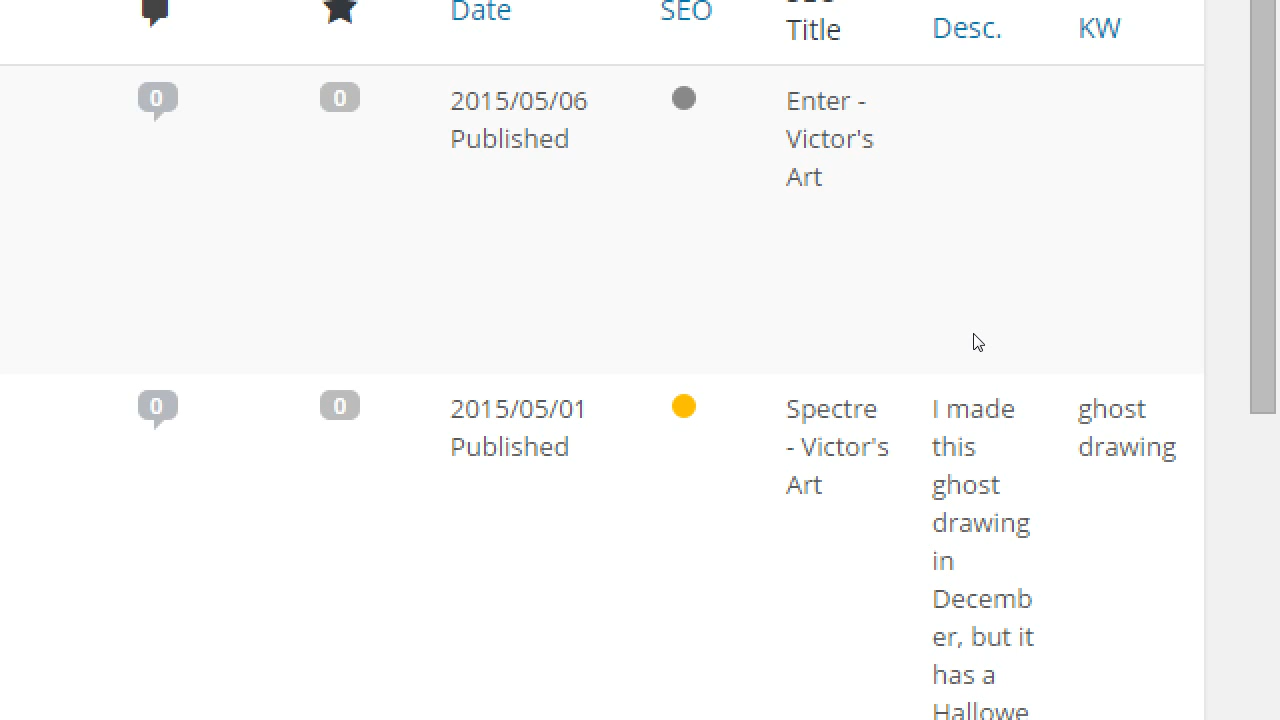 Date
SEO
Title
Desc.
KW
0
0
2015/05/06
Published
Enter -
Victor's
Art
0
0
2015/05/01
Published
Spectre
- Victor's
Art
I made
this
ghost
drawing
in
Decemb
er, but it
has a
Hallowe
ghost
drawing